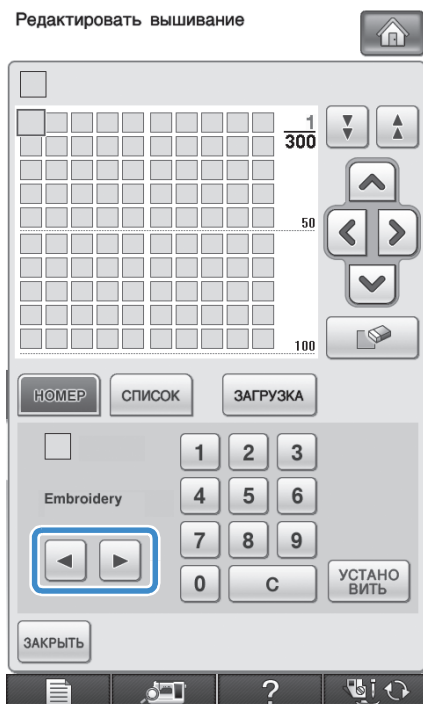 Редактировать вышивание
1
300
50
100
НОМЕР СПИСОК ЗАГРУЗКА
1 2 3
Embroidery 4 5 6
7 8 9
0 C УСТАНО
ВИТЬ
ЗАКРЫТЬ
?